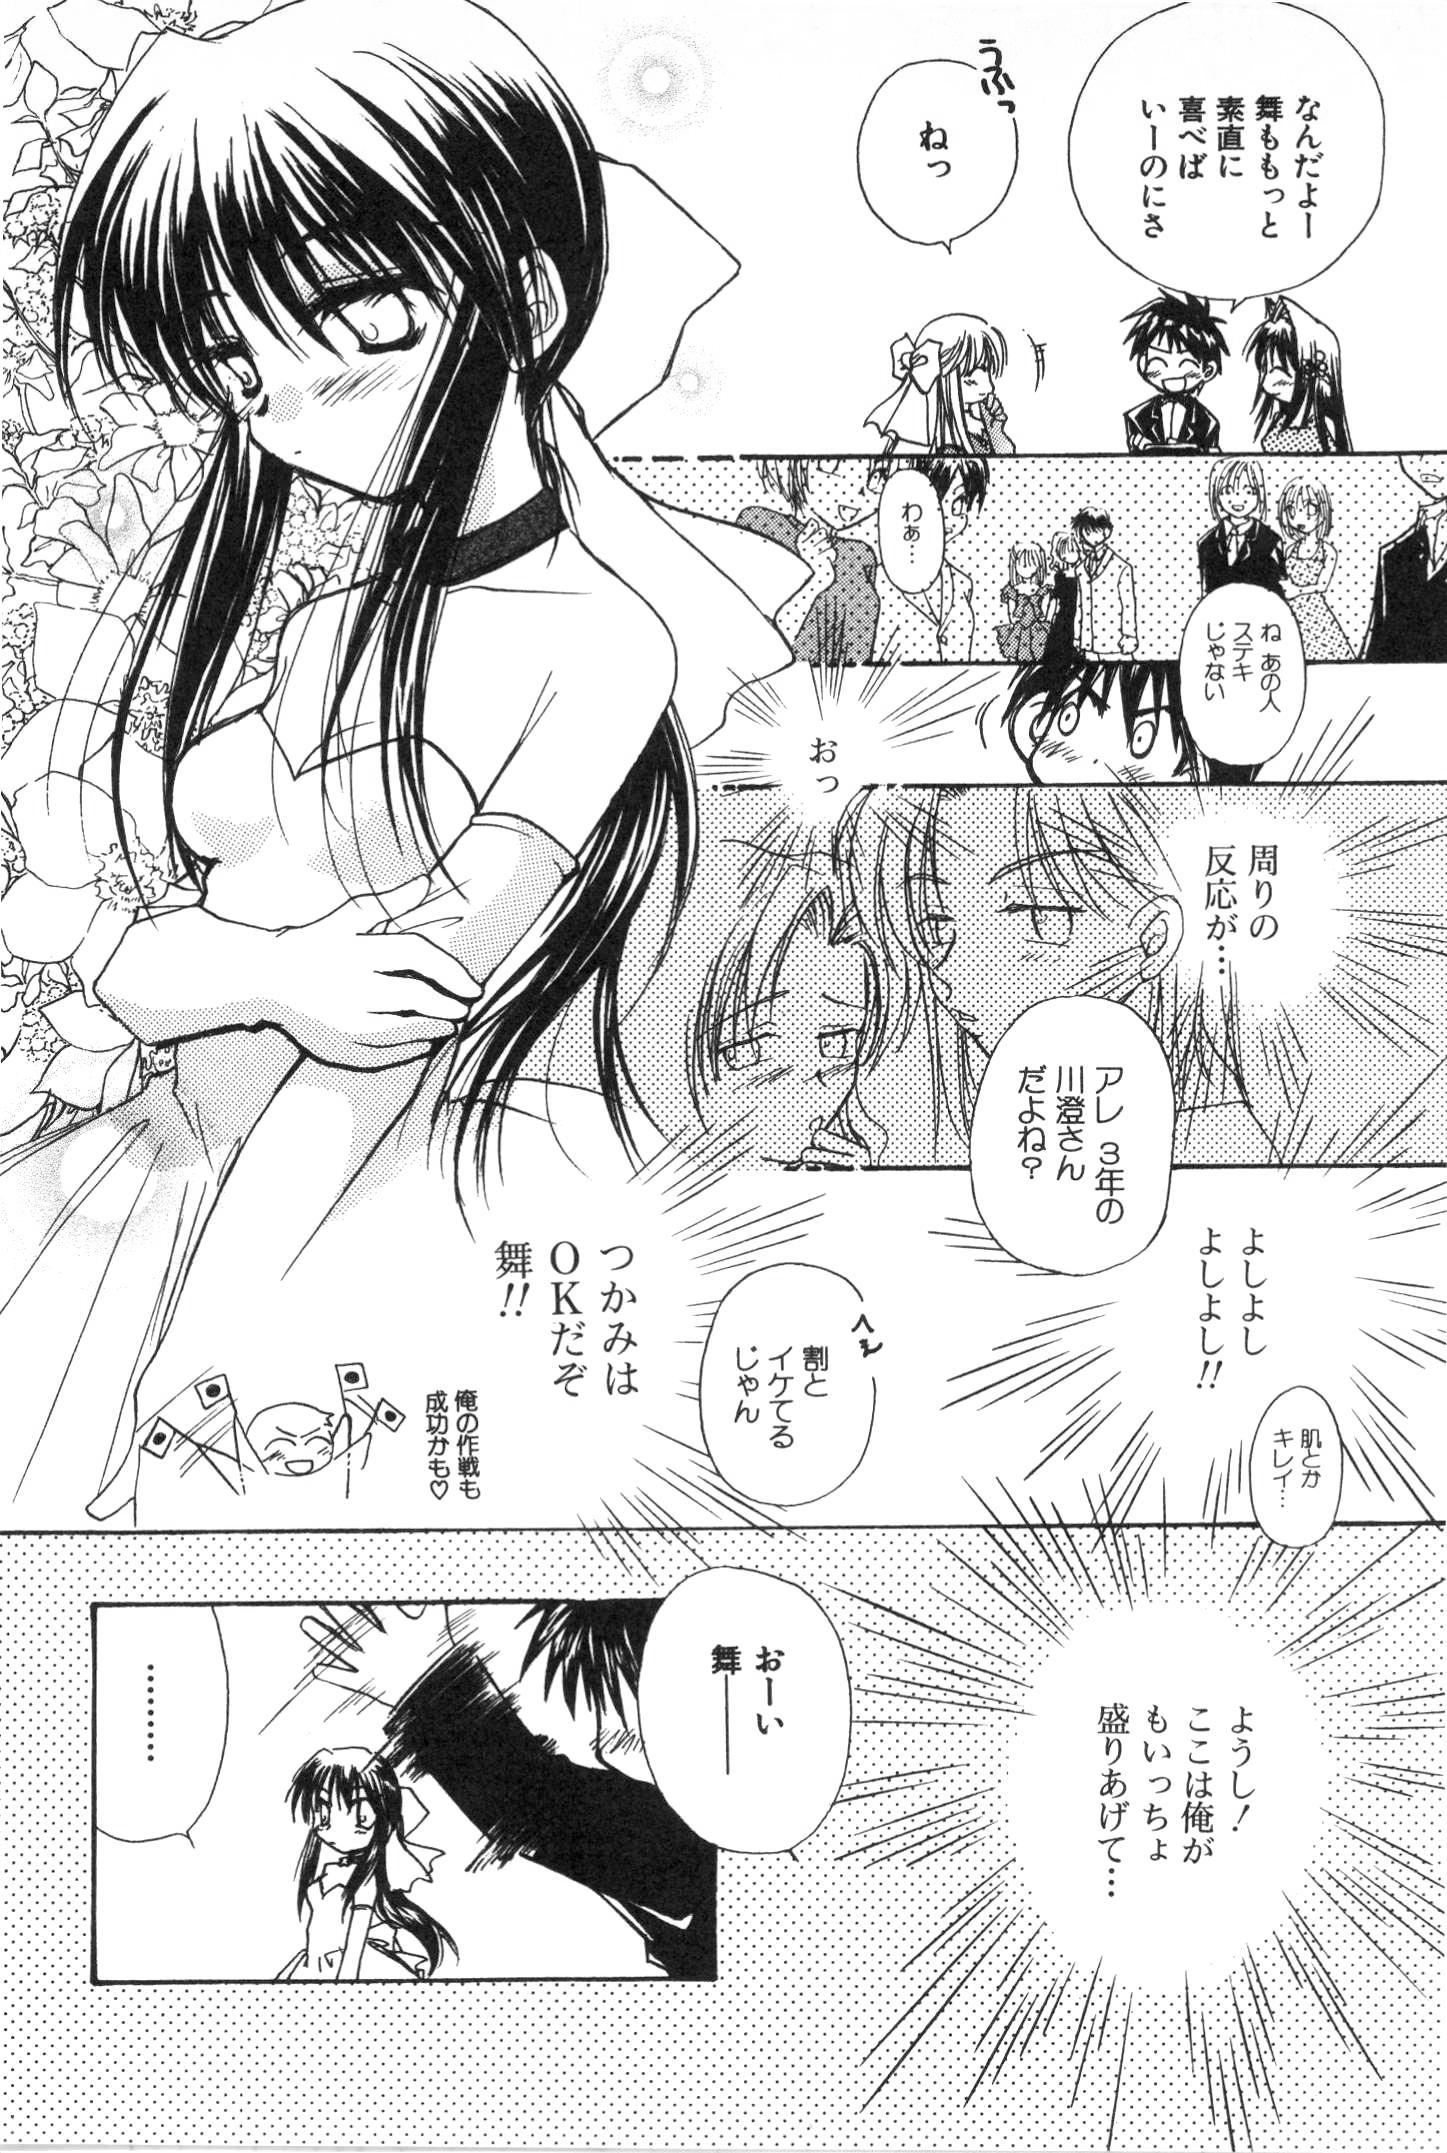 なんだよー
舞ももっと
素直に
喜べば
いーのにさ
うふっ
ねっ
わぁ…
ね あの人
ステキ
じゃない
おっ
周りの
反応が…
アレ 3年の
川澄さん
だよね?
よしよし
よしよし!!
へぇ
割と
イケてる
じゃん
肌とか
キレイ…
つかみは
OKだぞ
舞!!
俺の作戦も
成功かも♡
ようし!
ここは俺が
もいっちょ
盛りあげて…
おーい
舞――
………